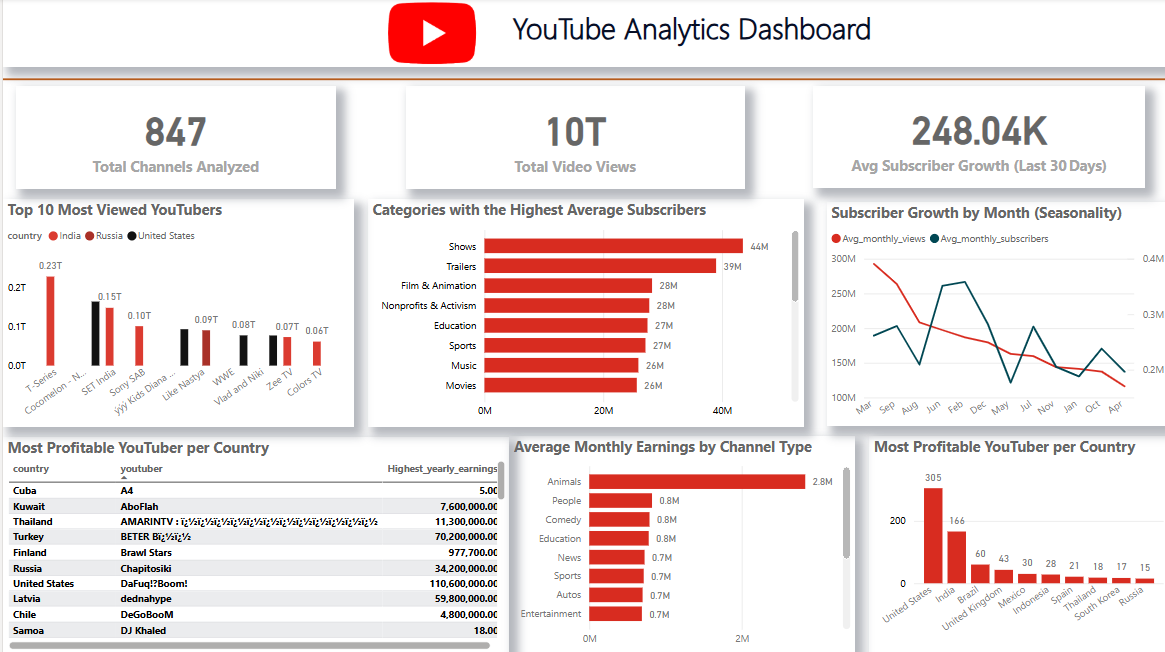 YouTube Analytics Dashboard
847
Total Channels Analyzed
10T
Total Video Views
248.04K
Avg Subscriber Growth (Last 30 Days)
Top 10 Most Viewed YouTubers
country India Russia United States
0.2T
0.1T
0.0T
0.23T
0.15T
0.10T
0.09T
0.08T
0.07T
0.06T
T-Series
Cocomelon - N...
SET India
Sony SAB
ýýý Kids Diana ...
Like Nastya
WWE
Vlad and Niki
Zee TV
Colors TV
Categories with the Highest Average Subscribers
Shows 44M
Trailers 39M
Film & Animation 28M
Nonprofits & Activism 28M
Education 27M
Sports 27M
Music 26M
Movies 26M
0M 20M 40M
Subscriber Growth by Month (Seasonality)
Avg_monthly_views Avg_monthly_subscribers
300M 0.4M
250M
0.3M
200M
150M 0.2M
100M
Mar Sep Aug Jun Feb Dec May Jul Nov Jan Oct Apr
Most Profitable YouTuber per Country
country youtuber Highest_yearly_earnings
Cuba A4 5.00
Kuwait AboFlah 7,600,000.00
Thailand AMARINTV : ï¿½ï¿½ï¿½ï¿½ï¿½ï¿½ï¿½ï¿½ï¿½ï¿½ï¿½ï¿½
Thailand 11,300,000.00
Turkey BETER Bï¿½ï¿½ 70,200,000.00
Finland Brawl Stars 977,700.00
Russia Chapitosiki 34,200,000.00
United States DaFuq!?Boom! 110,600,000.00
Latvia dednahype 59,800,000.00
Chile DeGoBooM 4,800,000.00
Samoa DJ Khaled 18.00
Average Monthly Earnings by Channel Type
Animals 2.8M
People 0.8M
Comedy 0.8M
Education 0.8M
News 0.7M
Sports 0.7M
Autos 0.7M
Entertainment 0.7M
0M 2M
Most Profitable YouTuber per Country
200
0
305
166
60
43
30
28
21
18
17
15
United States
India
Brazil
United Kingdom
Mexico
Indonesia
Spain
Thailand
South Korea
Russia